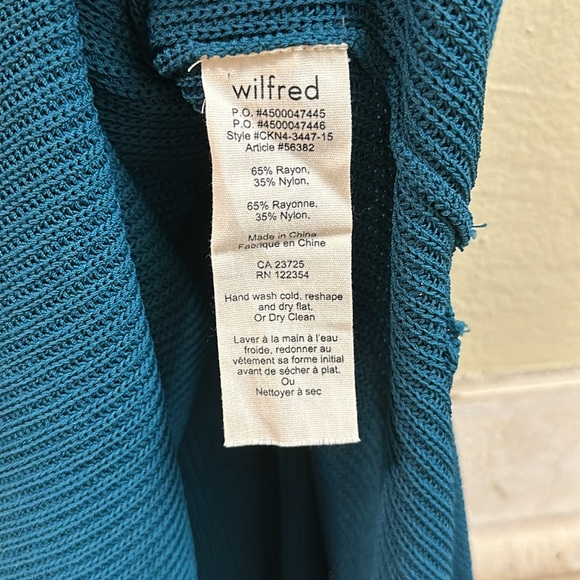 wilfred
P.O. #4500047445
P.O. #4500047446
Style #CKN4-3447-15
Article #56382
65% Rayon,
35% Nylon,
65% Rayonne,
35% Nylon,
Made in China
Fabriqué en Chine
CA 23725
RN 122354
Hand wash cold, reshape
and dry flat.
Or Dry Clean
Laver à la main à l'eau
froide, redonner au
vêtement sa forme initial
avant de sécher à plat.
Ou
Nettoyer à sec